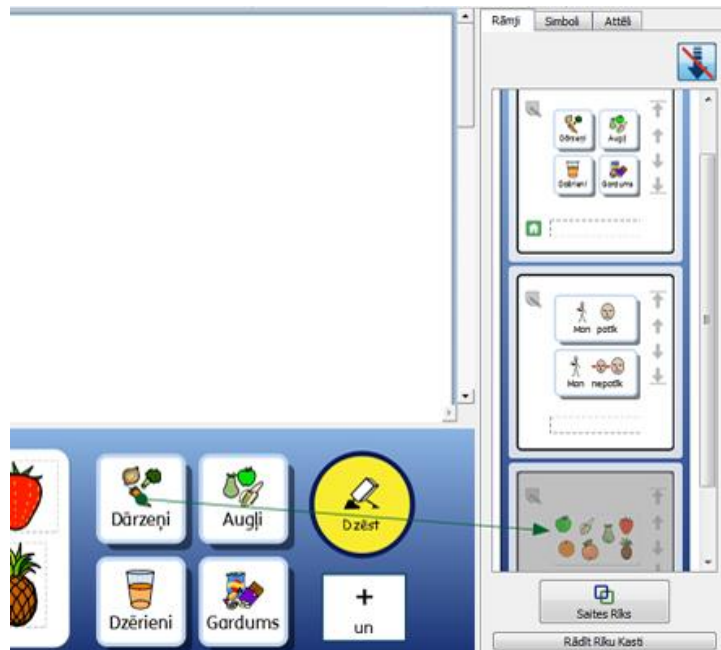 Rāmji Simboli Attēli
Dārzeņi Augļi
Dzērieni Gardums
Man patīk
Man nepatīk
Dārzeņi Augļi Dzēst
Dzērieni Gardums + un
Saites Rīks
Rādīt Rīku Kasti